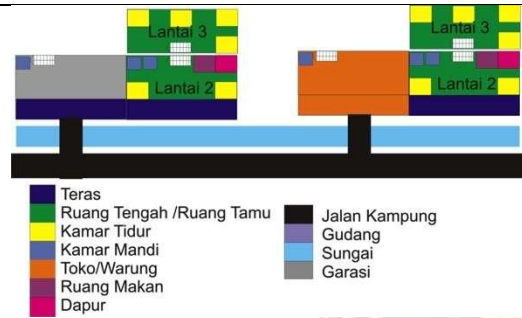 Lantai 3
Lantai 3
Lantai 2
Lantai 2
Teras
Ruang Tengah /Ruang Tamu
Kamar Tidur
Kamar Mandi
Toko/Warung
Ruang Makan
Dapur
Jalan Kampung
Gudang
Sungai
Garasi